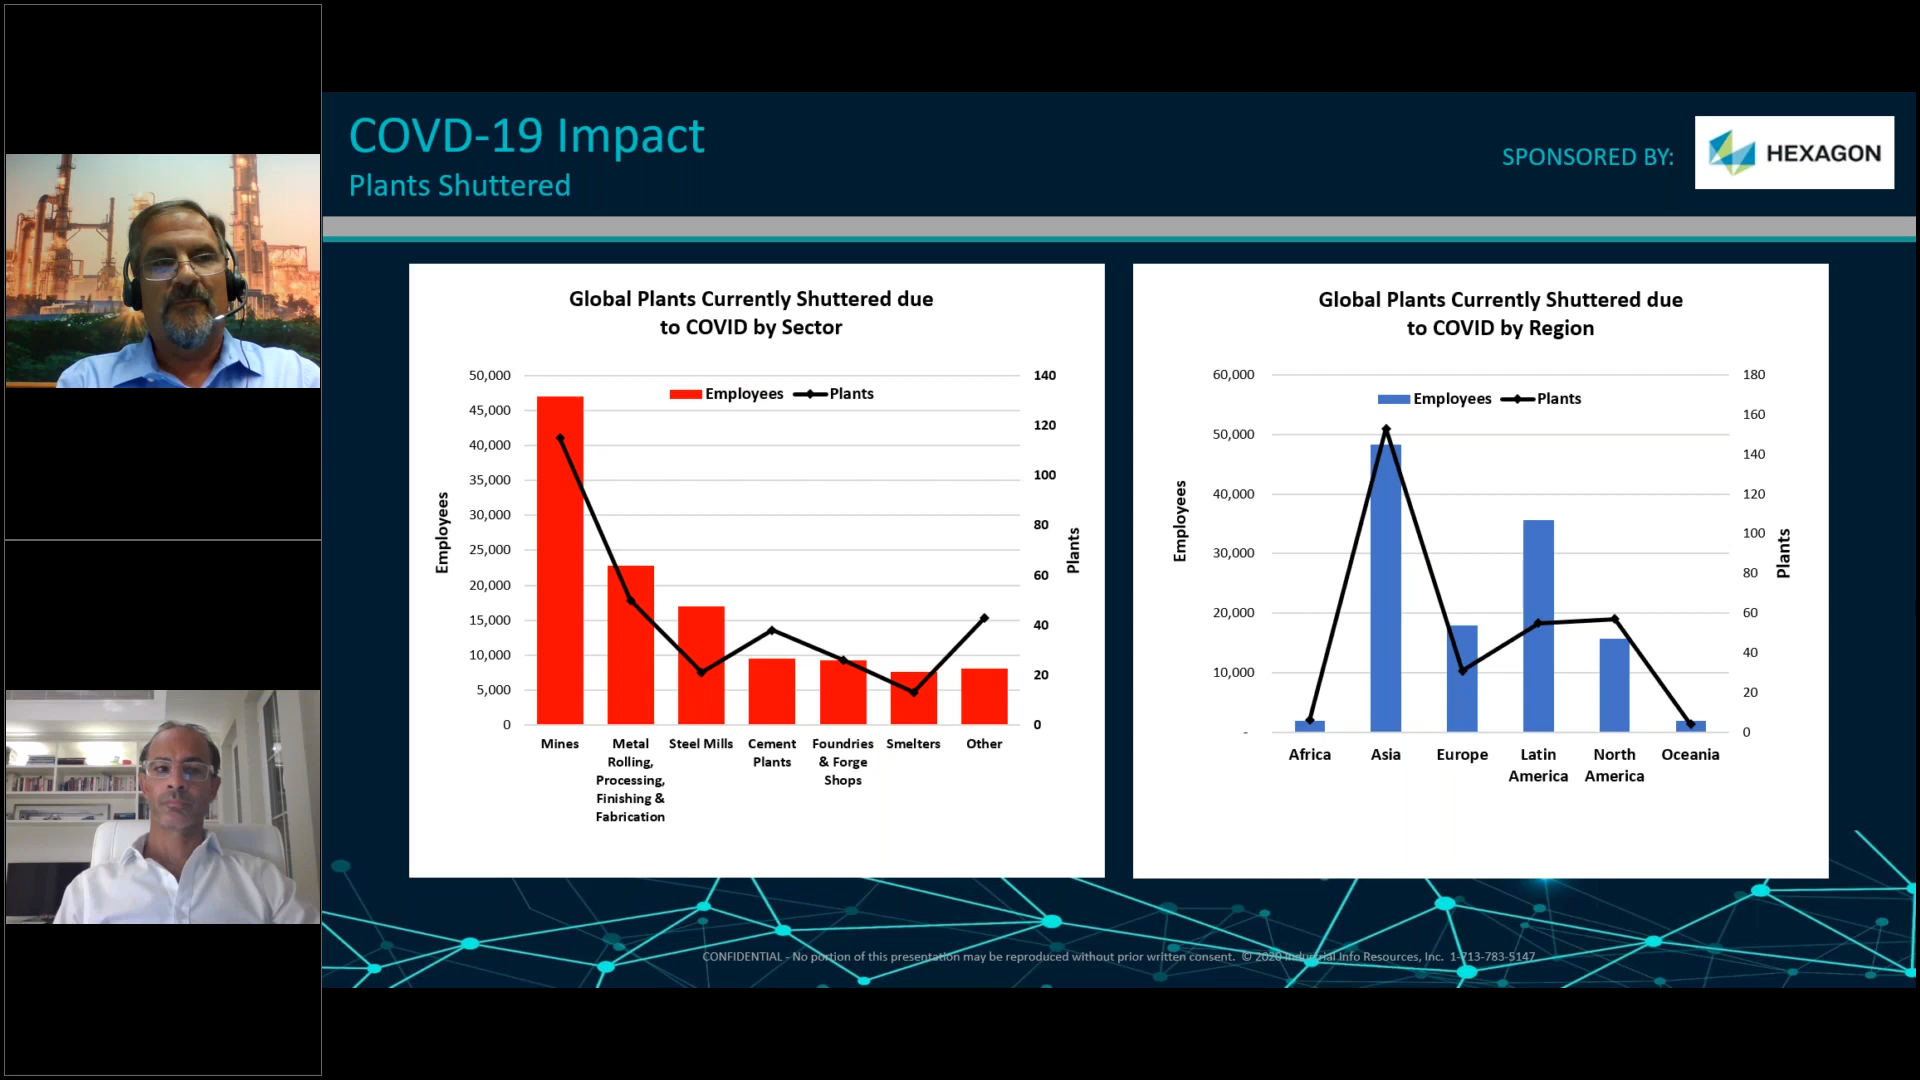 COVD-19 Impact
Plants Shuttered
SPONSORED BY:
HEXAGON
Global Plants Currently Shuttered due
to COVID by Sector
Employees
Plants
50,000
45,000
40,000
35,000
30,000
25,000
20,000
15,000
10,000
5,000
0
140
120
100
80
60
40
20
0
Employees
Plants
Mines
Metal
Rolling,
Processing,
Finishing &
Fabrication
Steel Mills
Cement
Plants
Foundries
& Forge
Shops
Smelters
Other
Global Plants Currently Shuttered due
to COVID by Region
Employees
Plants
60,000
50,000
40,000
30,000
20,000
10,000
-
180
160
140
120
100
80
60
40
20
0
Employees
Plants
Africa
Asia
Europe
Latin
America
North
America
Oceania
CONFIDENTIAL - No portion of this presentation may be reproduced without prior written consent. © 2020 Industrial Info Resources, Inc. 1-713-783-5147